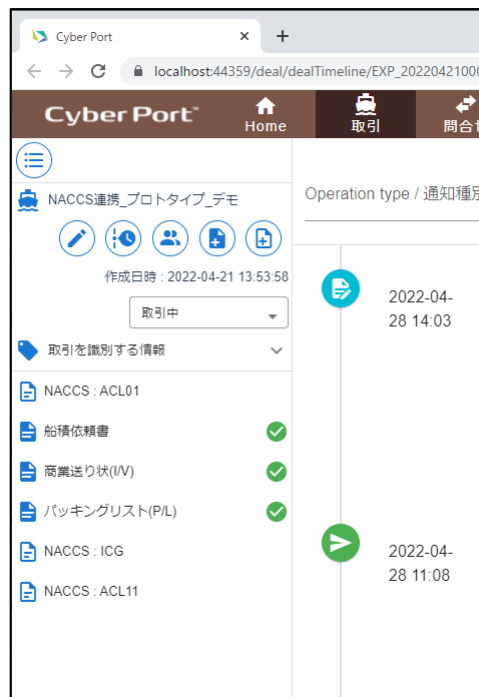 Cyber Port
localhost:44359/deal/dealTimeline/EXP_2022042100
Cyber Port
Home
取引
問合せ
NACCS連携_プロトタイプ_デモ
Operation type / 通知種別
作成日時 : 2022-04-21 13:53:58
取引中
2022-04-
28 14:03
取引を識別する情報
NACCS : ACL01
船積依頼書
商業送り状(I/V)
パッキングリスト(P/L)
NACCS : ICG
2022-04-
28 11:08
NACCS : ACL11